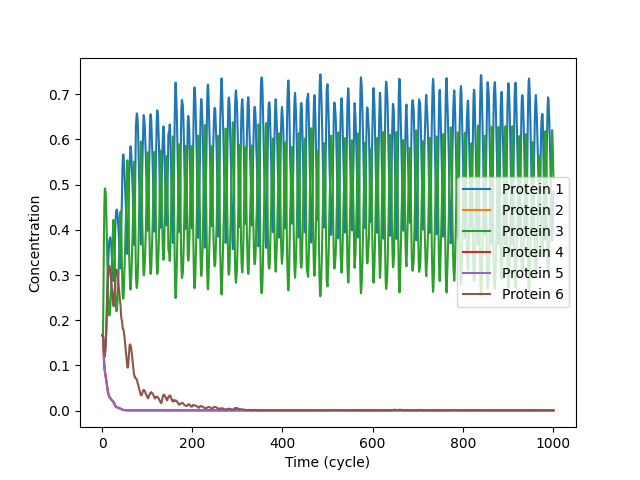 Concentration
0.7
0.6
0.5
0.4
0.3
0.2
0.1
0.0
Protein 1
Protein 2
Protein 3
Protein 4
Protein 5
Protein 6
0 200 400 600 800 1000
Time (cycle)